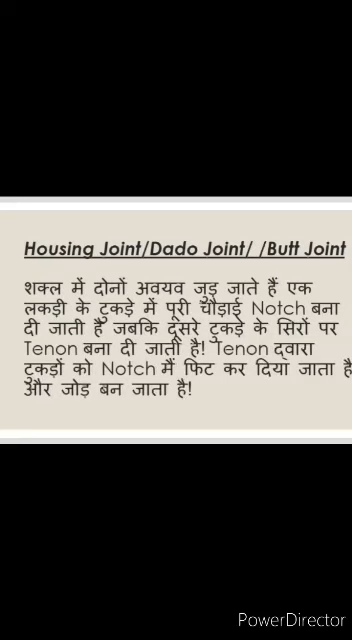 Housing Joint/Dado Joint/ /Butt Joint
शक्ल में दोनों अवयव जुड़ जाते हैं एक
लकड़ी के टुकड़े में पूरी चौड़ाई Notch बना
दी जाती है जबकि दूसरे टुकड़े के सिरों पर
Tenon बना दी जाती है! Tenon द्वारा
टुकड़ों को Notch में फिट कर दिया जाता है
और जोड़ बन जाता है!
PowerDirector